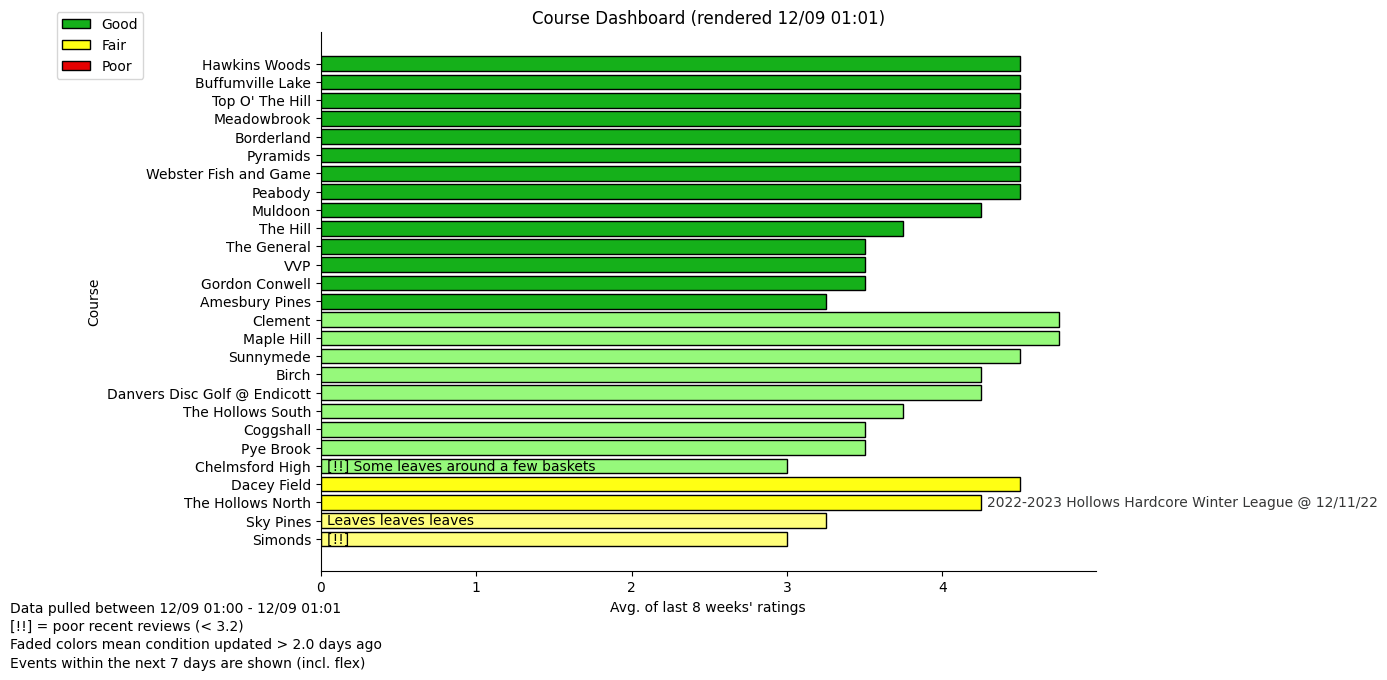 Course Dashboard (rendered 12/09 01:01)
Good
Fair
Poor
Course
Hawkins Woods
Buffumville Lake
Top O' The Hill
Meadowbrook
Borderland
Pyramids
Webster Fish and Game
Peabody
Muldoon
The Hill
The General
VVP
Gordon Conwell
Amesbury Pines
Clement
Maple Hill
Sunnymede
Birch
Danvers Disc Golf @ Endicott
The Hollows South
Coggshall
Pye Brook
Chelmsford High [!!] Some leaves around a few baskets
Dacey Field
The Hollows North 2022-2023 Hollows Hardcore Winter League @ 12/11/22
Sky Pines Leaves leaves leaves
Simonds [!!]
0 1 2 3 4
Avg. of last 8 weeks' ratings
Data pulled between 12/09 01:00 - 12/09 01:01
[!!] = poor recent reviews (< 3.2)
Faded colors mean condition updated > 2.0 days ago
Events within the next 7 days are shown (incl. flex)